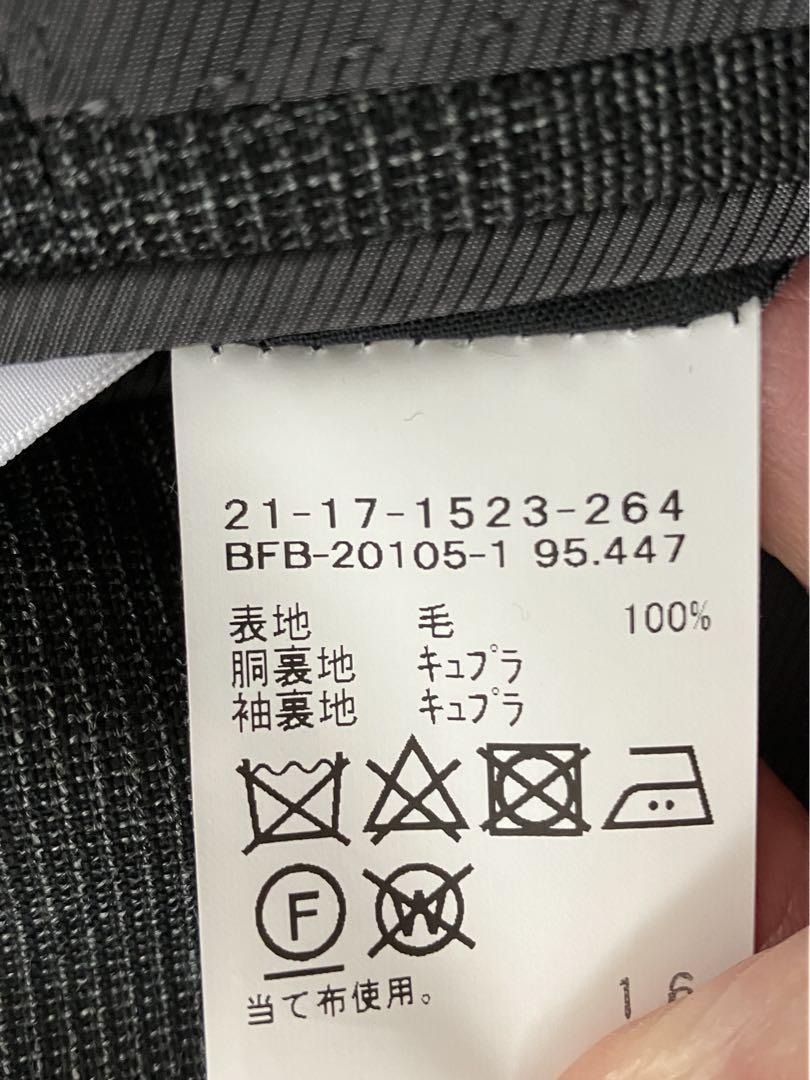 21-17-1523-264
BFB-20105-1 95.447
表地 毛 100%
胴裏地 キュプラ
袖裏地 キュプラ
F W
当て布使用。